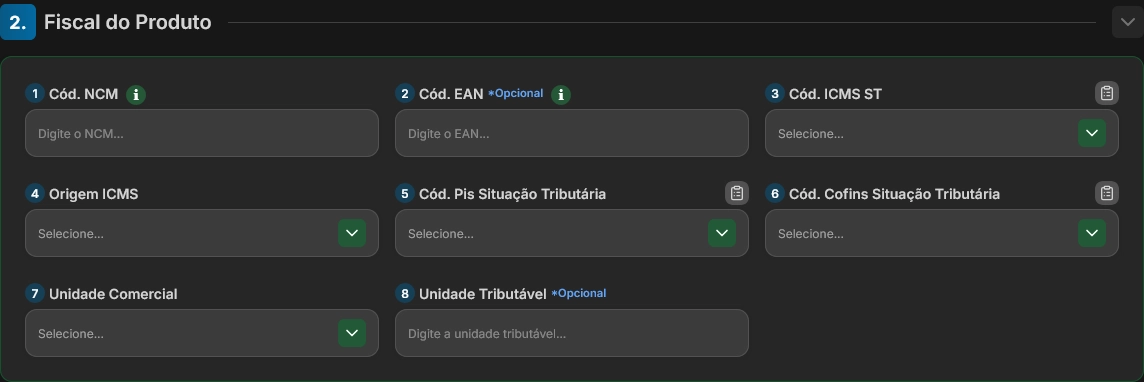 2. Fiscal do Produto
1 Cód. NCM i
2 Cód. EAN *Opcional i
3 Cód. ICMS ST
Digite o NCM...
Digite o EAN...
Selecione...
4 Origem ICMS
5 Cód. Pis Situação Tributária
6 Cód. Cofins Situação Tributária
Selecione...
Selecione...
Selecione...
7 Unidade Comercial
8 Unidade Tributável *Opcional
Selecione...
Digite a unidade tributável...